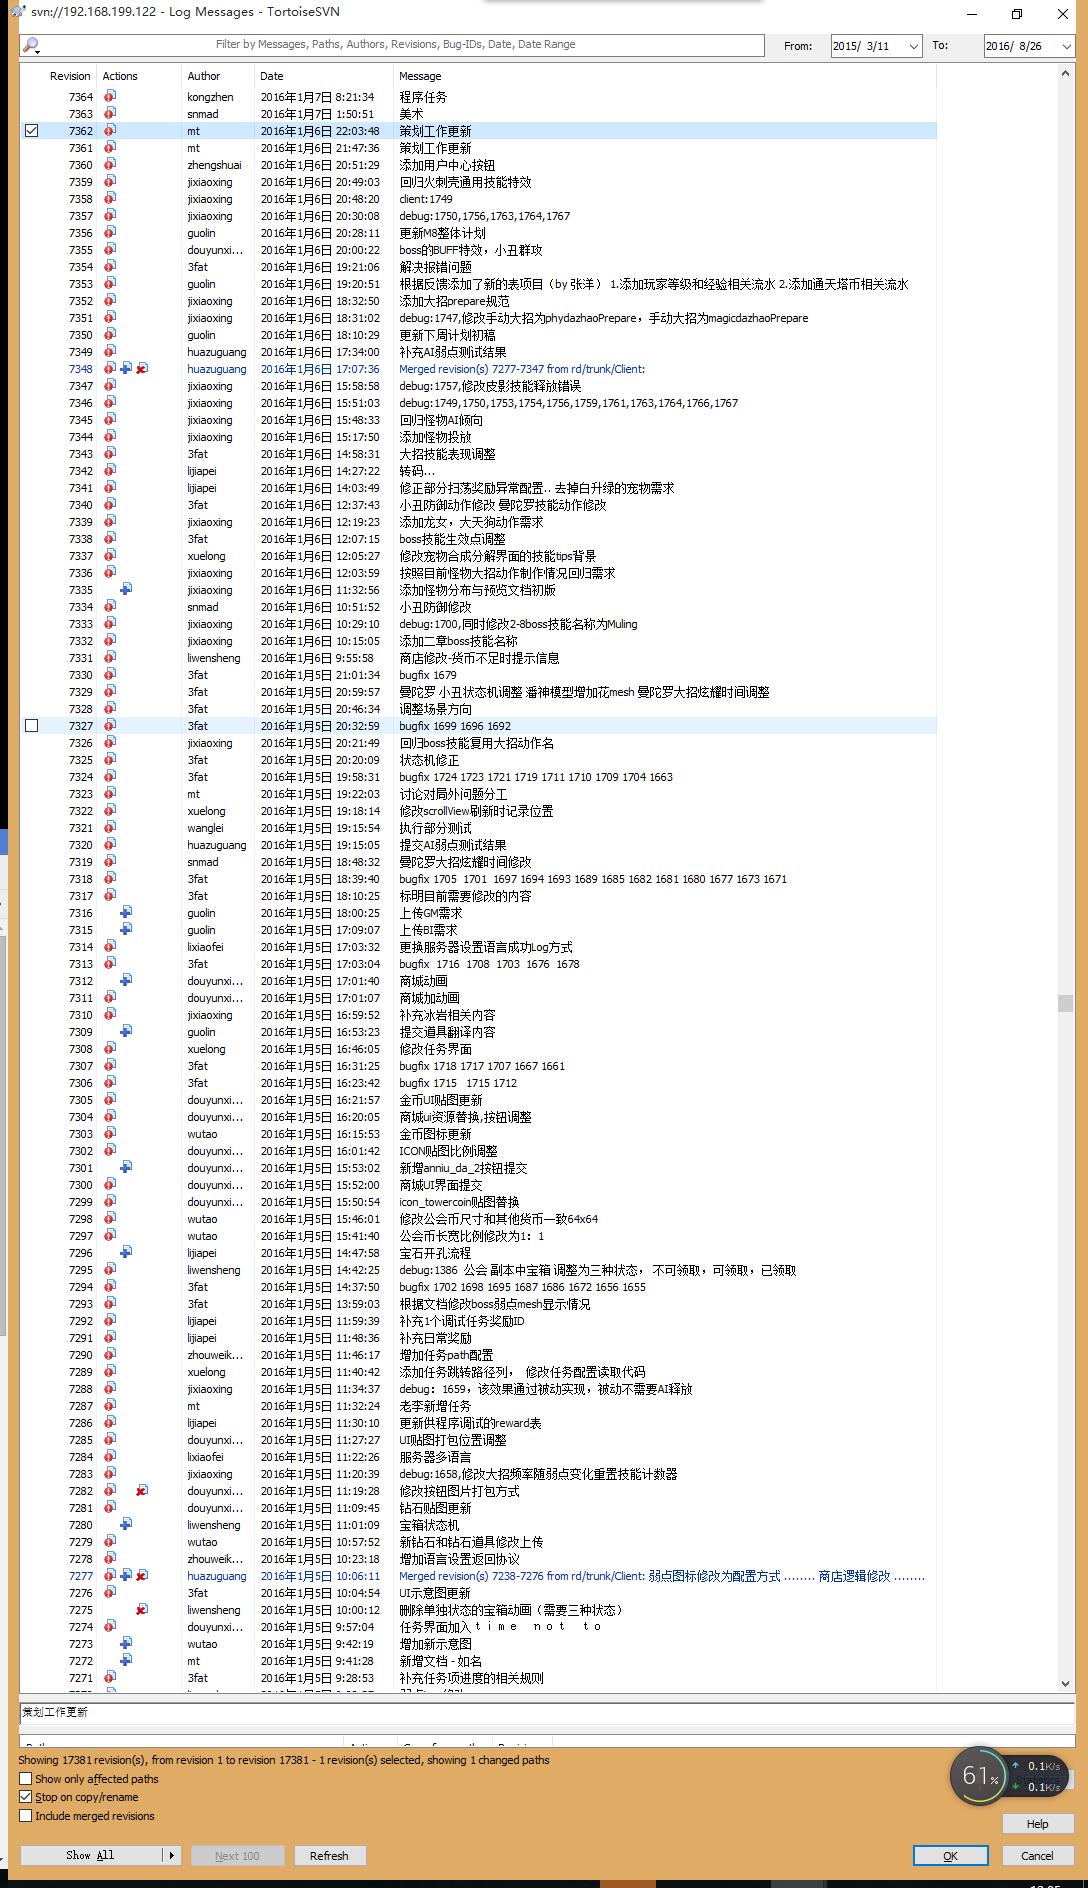 svn://192.168.199.122 - Log Messages - TortoiseSVN
Filter by Messages, Paths, Authors, Revisions, Bug-IDs, Date, Date Range From: 2015/ 3/11 To: 2016/ 8/26
Revision Actions Author Date Message
7364 kongzhen 2016年1月7日 8:21:34 程序任务
7363 snmad 2016年1月7日 1:50:51 美术
7362 mt 2016年1月6日 22:03:48 策划工作更新
7361 mt 2016年1月6日 21:47:36 策划工作更新
7360 zhengshuai 2016年1月6日 20:51:29 添加用户中心按钮
7359 jixiaoxing 2016年1月6日 20:49:03 回归火刺壳通用技能特效
7358 jixiaoxing 2016年1月6日 20:48:20 client:1749
7357 jixiaoxing 2016年1月6日 20:30:08 debug:1750,1756,1763,1764,1767
7356 guolin 2016年1月6日 20:28:11 更新M8整体计划
7355 douyunxi... 2016年1月6日 20:00:22 boss的BUFF特效，小丑群攻
7354 3fat 2016年1月6日 19:21:06 解决报错问题
7353 guolin 2016年1月6日 19:20:51 根据反馈添加了新的表项目（by 张洋） 1.添加玩家等级和经验相关流水 2.添加通天塔币相关流水
7352 jixiaoxing 2016年1月6日 18:32:50 添加大招prepare规范
7351 jixiaoxing 2016年1月6日 18:31:02 debug:1747,修改手动大招为phydazhaoPrepare，手动大招为magicdazhaoPrepare
7350 guolin 2016年1月6日 18:10:29 更新下周计划初稿
7349 huazuguang 2016年1月6日 17:34:00 补充AI弱点测试结果
7348 huazuguang 2016年1月6日 17:07:36 Merged revision(s) 7277-7347 from rd/trunk/Client:
7347 jixiaoxing 2016年1月6日 15:58:58 debug:1757,修改皮影技能释放错误
7346 jixiaoxing 2016年1月6日 15:51:03 debug:1749,1750,1753,1754,1756,1759,1761,1763,1764,1766,1767
7345 jixiaoxing 2016年1月6日 15:48:33 回归怪物AI倾向
7344 jixiaoxing 2016年1月6日 15:17:50 添加怪物投放
7343 3fat 2016年1月6日 14:58:31 大招技能表现调整
7342 lijiapei 2016年1月6日 14:27:22 转码...
7341 lijiapei 2016年1月6日 14:03:49 修正部分扫荡奖励异常配置.. 去掉白升绿的宠物需求
7340 3fat 2016年1月6日 12:37:43 小丑防御动作修改 曼陀罗技能动作修改
7339 jixiaoxing 2016年1月6日 12:19:23 添加龙女，大天狗动作需求
7338 3fat 2016年1月6日 12:07:15 boss技能生效点调整
7337 xuelong 2016年1月6日 12:05:27 修改宠物合成分解界面的技能tips背景
7336 jixiaoxing 2016年1月6日 12:03:59 按照目前怪物大招动作制作情况回归需求
7335 jixiaoxing 2016年1月6日 11:32:56 添加怪物分布与预览文档初版
7334 snmad 2016年1月6日 10:51:52 小丑防御修改
7333 jixiaoxing 2016年1月6日 10:29:10 debug:1700,同时修改2-8boss技能名称为Muling
7332 jixiaoxing 2016年1月6日 10:15:05 添加二章boss技能名称
7331 liwensheng 2016年1月6日 9:55:58 商店修改-货币不足时提示信息
7330 3fat 2016年1月5日 21:01:34 bugfix 1679
7329 3fat 2016年1月5日 20:59:57 曼陀罗 小丑状态机调整 潘神模型增加花mesh 曼陀罗大招炫耀时间调整
7328 3fat 2016年1月5日 20:46:34 调整场景方向
7327 3fat 2016年1月5日 20:32:59 bugfix 1699 1696 1692
7326 jixiaoxing 2016年1月5日 20:21:49 回归boss技能复用大招动作名
7325 3fat 2016年1月5日 20:20:09 状态机修正
7324 3fat 2016年1月5日 19:58:31 bugfix 1724 1723 1721 1719 1711 1710 1709 1704 1663
7323 mt 2016年1月5日 19:22:03 讨论对局外问题分工
7322 xuelong 2016年1月5日 19:18:14 修改scrollView刷新时记录位置
7321 wanglei 2016年1月5日 19:15:54 执行部分测试
7320 huazuguang 2016年1月5日 19:15:05 提交AI弱点测试结果
7319 snmad 2016年1月5日 18:48:32 曼陀罗大招炫耀时间修改
7318 3fat 2016年1月5日 18:39:40 bugfix 1705 1701 1697 1694 1693 1689 1685 1682 1681 1680 1677 1673 1671
7317 3fat 2016年1月5日 18:10:25 标明目前需要修改的内容
7316 guolin 2016年1月5日 18:00:25 上传GM需求
7315 guolin 2016年1月5日 17:09:07 上传BI需求
7314 lixiaofei 2016年1月5日 17:03:32 更换服务器设置语言成功Log方式
7313 3fat 2016年1月5日 17:03:04 bugfix 1716 1708 1703 1676 1678
7312 douyunxi... 2016年1月5日 17:01:40 商城动画
7311 douyunxi... 2016年1月5日 17:01:07 商城加动画
7310 jixiaoxing 2016年1月5日 16:59:52 补充冰岩相关内容
7309 guolin 2016年1月5日 16:53:23 提交道具翻译内容
7308 xuelong 2016年1月5日 16:46:05 修改任务界面
7307 3fat 2016年1月5日 16:31:25 bugfix 1718 1717 1707 1667 1661
7306 3fat 2016年1月5日 16:23:42 bugfix 1715 1715 1712
7305 douyunxi... 2016年1月5日 16:21:57 金币UI贴图更新
7304 douyunxi... 2016年1月5日 16:20:05 商城ui资源替换,按钮调整
7303 wutao 2016年1月5日 16:15:53 金币图标更新
7302 douyunxi... 2016年1月5日 16:01:42 ICON贴图比例调整
7301 douyunxi... 2016年1月5日 15:53:02 新增anniu_da_2按钮提交
7300 douyunxi... 2016年1月5日 15:52:00 商城UI界面提交
7299 douyunxi... 2016年1月5日 15:50:54 icon_towercoin贴图替换
7298 wutao 2016年1月5日 15:46:01 修改公会币尺寸和其他货币一致64x64
7297 wutao 2016年1月5日 15:41:40 公会币长宽比例修改为1：1
7296 lijiapei 2016年1月5日 14:47:58 宝石开孔流程
7295 liwensheng 2016年1月5日 14:42:25 debug:1386 公会 副本中宝箱 调整为三种状态， 不可领取，可领取，已领取
7294 3fat 2016年1月5日 14:37:50 bugfix 1702 1698 1695 1687 1686 1672 1656 1655
7293 3fat 2016年1月5日 13:59:03 根据文档修改boss弱点mesh显示情况
7292 lijiapei 2016年1月5日 11:59:39 补充1个调试任务奖励ID
7291 lijiapei 2016年1月5日 11:48:36 补充日常奖励
7290 zhouweik... 2016年1月5日 11:46:17 增加任务path配置
7289 xuelong 2016年1月5日 11:40:42 添加任务跳转路径列， 修改任务配置读取代码
7288 jixiaoxing 2016年1月5日 11:34:37 debug：1659，该效果通过被动实现，被动不需要AI释放
7287 mt 2016年1月5日 11:32:24 老李新增任务
7286 lijiapei 2016年1月5日 11:30:10 更新供程序调试的reward表
7285 douyunxi... 2016年1月5日 11:27:27 UI贴图打包位置调整
7284 lixiaofei 2016年1月5日 11:22:26 服务器多语言
7283 jixiaoxing 2016年1月5日 11:20:39 debug:1658,修改大招频率随弱点变化重置技能计数器
7282 douyunxi... 2016年1月5日 11:19:28 修改按钮图片打包方式
7281 douyunxi... 2016年1月5日 11:09:45 钻石贴图更新
7280 liwensheng 2016年1月5日 11:01:09 宝箱状态机
7279 wutao 2016年1月5日 10:57:52 新钻石和钻石道具修改上传
7278 zhouweik... 2016年1月5日 10:23:18 增加语言设置返回协议
7277 huazuguang 2016年1月5日 10:06:11 Merged revision(s) 7238-7276 from rd/trunk/Client: 弱点图标修改为配置方式 ........ 商店逻辑修改 ........
7276 3fat 2016年1月5日 10:04:54 UI示意图更新
7275 liwensheng 2016年1月5日 10:00:12 删除单独状态的宝箱动画（需要三种状态）
7274 douyunxi... 2016年1月5日 9:57:04 任务界面加入ｔｉｍｅ ｎｏｔ ｔｏ
7273 wutao 2016年1月5日 9:42:19 增加新示意图
7272 mt 2016年1月5日 9:41:28 新增文档 - 如名
7271 3fat 2016年1月5日 9:28:53 补充任务项进度的相关规则
策划工作更新
Showing 17381 revision(s), from revision 1 to revision 17381 - 1 revision(s) selected, showing 1 changed paths
Show only affected paths
Stop on copy/rename
Include merged revisions
61% 0.1K/s
0.1K/s
Help
Show All Next 100 Refresh OK Cancel